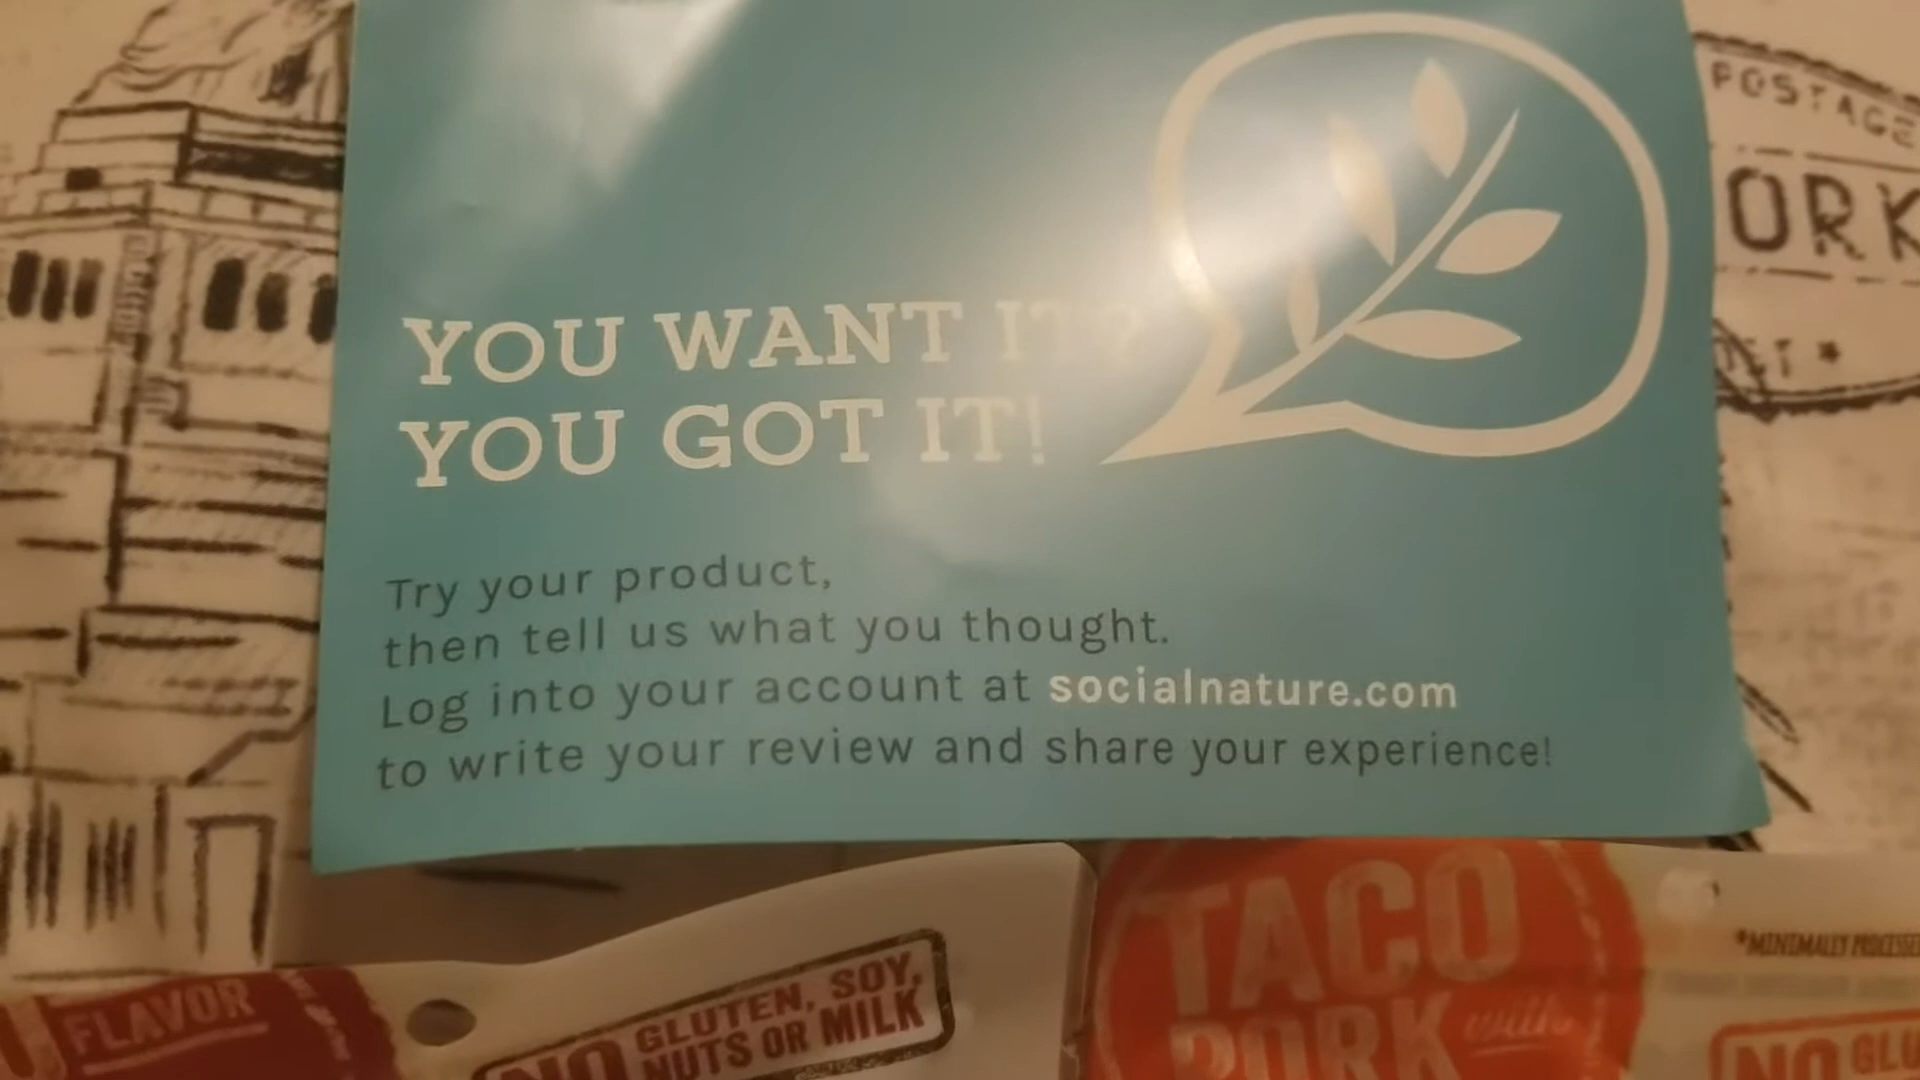 POSTAGE
ORK
YOU WANT IT?
YOU GOT IT!
Try your product,
then tell us what you thought.
Log into your account at socialnature.com
to write your review and share your experience!
FLAVOR
NO GLUTEN, SOY,
NUTS OR MILK
TACO
PORK with
*MINIMALLY PROCESSED
NO GLU